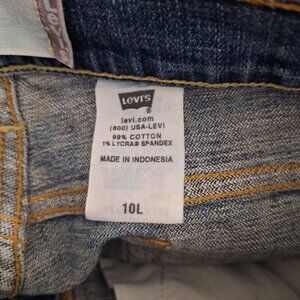 LEVI'S
levi.com
(800) USA-LEVI
99% COTTON
1% LYCRA® SPANDEX
MADE IN INDONESIA
10L